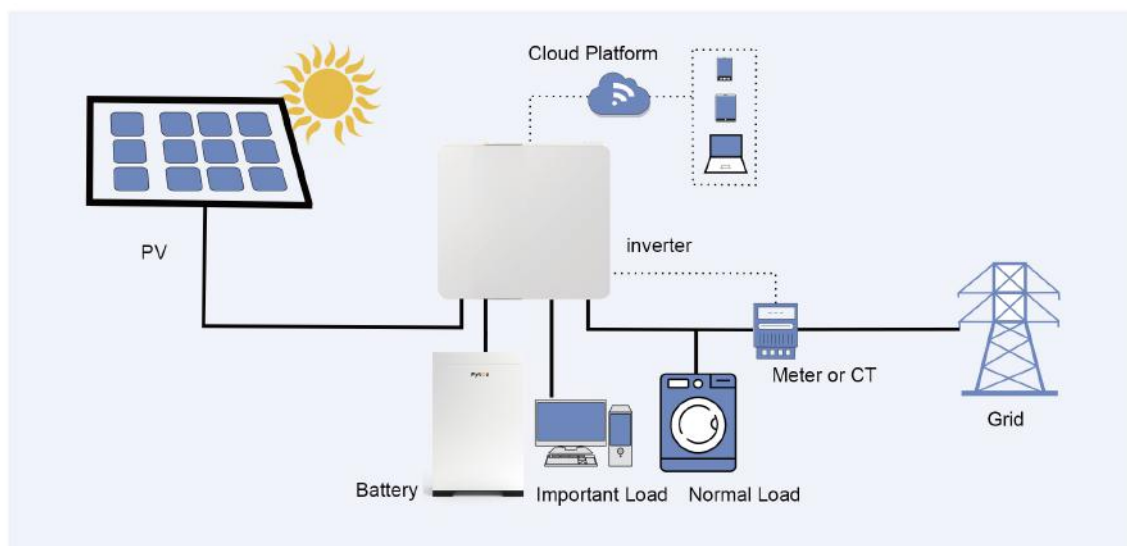 Cloud Platform
PV
inverter
Meter or CT
Grid
Battery
Important Load
Normal Load